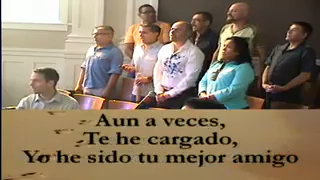 Aun a veces,
Te he cargado,
Yo he sido tu mejor amigo